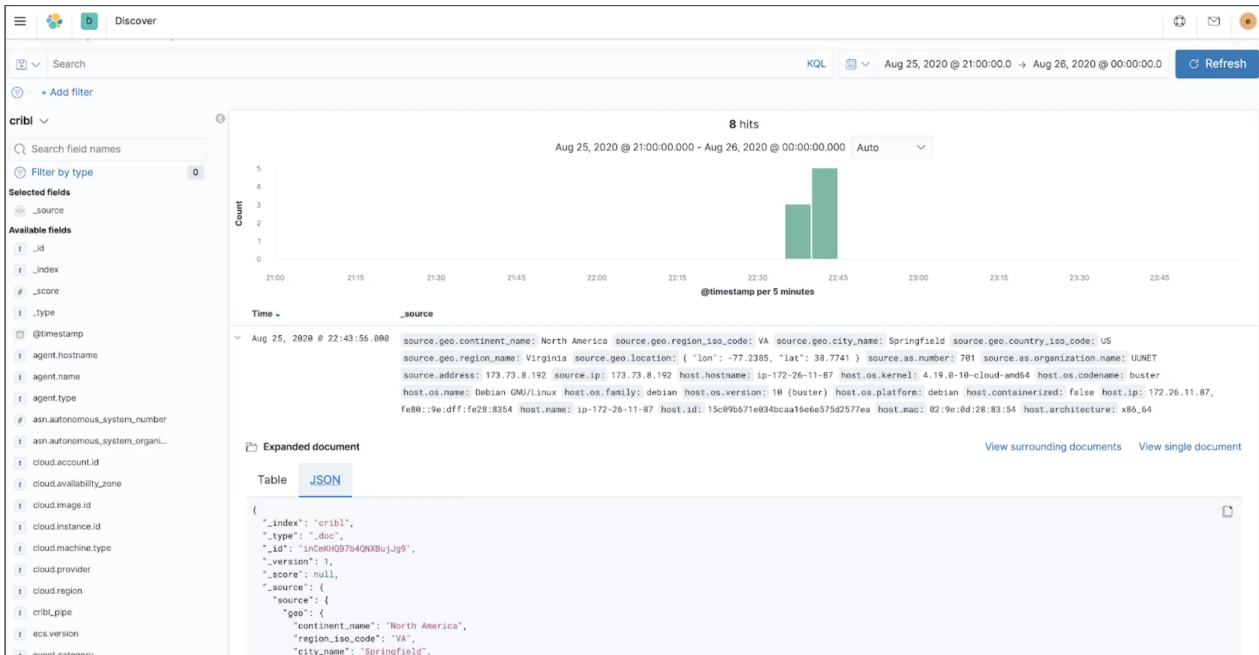 D Discover e
Search KQL Aug 25, 2020 @ 21:00:00.0 → Aug 26, 2020 @ 00:00:00.0 Refresh
+ Add filter
cribl
Search field names
Filter by type 0
Selected fields
_source
Available fields
t _id
t _index
# _score
t _type
@timestamp
t agent.hostname
t agent.name
t agent.type
# asn.autonomous_system_number
t asn.autonomous_system_organi...
t cloud.account.id
t cloud.availability_zone
t cloud.image.id
t cloud.instance.id
t cloud.machine.type
t cloud.provider
t cloud.region
t cribl_pipe
t ecs.version
t event.category
8 hits
Aug 25, 2020 @ 21:00:00.000 - Aug 26, 2020 @ 00:00:00.000 Auto
Count
5
4
3
2
1
0
21:00 21:15 21:30 21:45 22:00 22:15 22:30 22:45 23:00 23:15 23:30 23:45
@timestamp per 5 minutes
Time _source
Aug 25, 2020 @ 22:43:56.000 source.geo.continent_name: North America source.geo.region_iso_code: VA source.geo.city_name: Springfield source.geo.country_iso_code: US
source.geo.region_name: Virginia source.geo.location: { "lon": -77.2385, "lat": 38.7741 } source.as.number: 701 source.as.organization.name: UUNET
source.address: 173.73.8.192 source.ip: 173.73.8.192 host.hostname: ip-172-26-11-87 host.os.kernel: 4.19.0-10-cloud-amd64 host.os.codename: buster
host.os.name: Debian GNU/Linux host.os.family: debian host.os.version: 10 (buster) host.os.platform: debian host.containerized: false host.ip: 172.26.11.87,
fe80::9e:dff:fe28:8354 host.name: ip-172-26-11-87 host.id: 15c09b671e034bcaa16e6e575d2577ea host.mac: 02:9e:0d:28:83:54 host.architecture: x86_64
Expanded document View surrounding documents View single document
Table JSON
{
"_index": "cribl",
"_type": "_doc",
"_id": "inCmKHQB7b4QNXBujJg9",
"_version": 1,
"_score": null,
"_source": {
"source": {
"geo": {
"continent_name": "North America",
"region_iso_code": "VA",
"city_name": "Springfield",